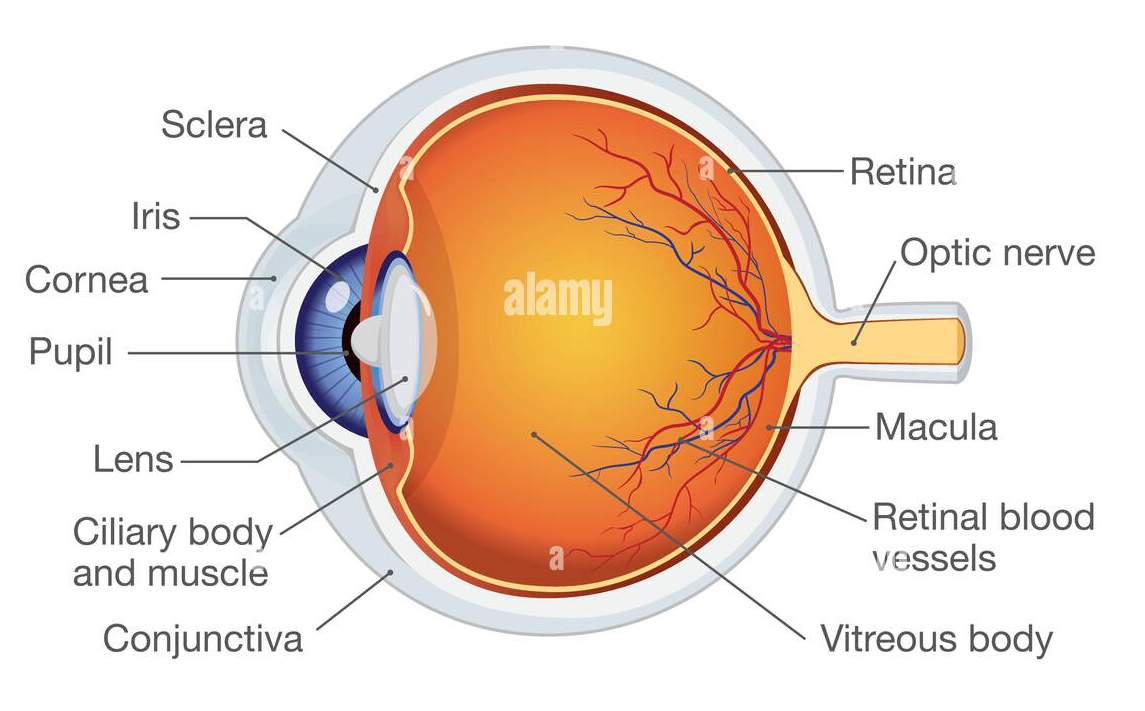 Sclera
Iris
Cornea
Pupil
Lens
Ciliary body
and muscle
Conjunctiva
Retina
Optic nerve
Macula
Retinal blood
vessels
Vitreous body
alamy
a
a
a
a
a
a